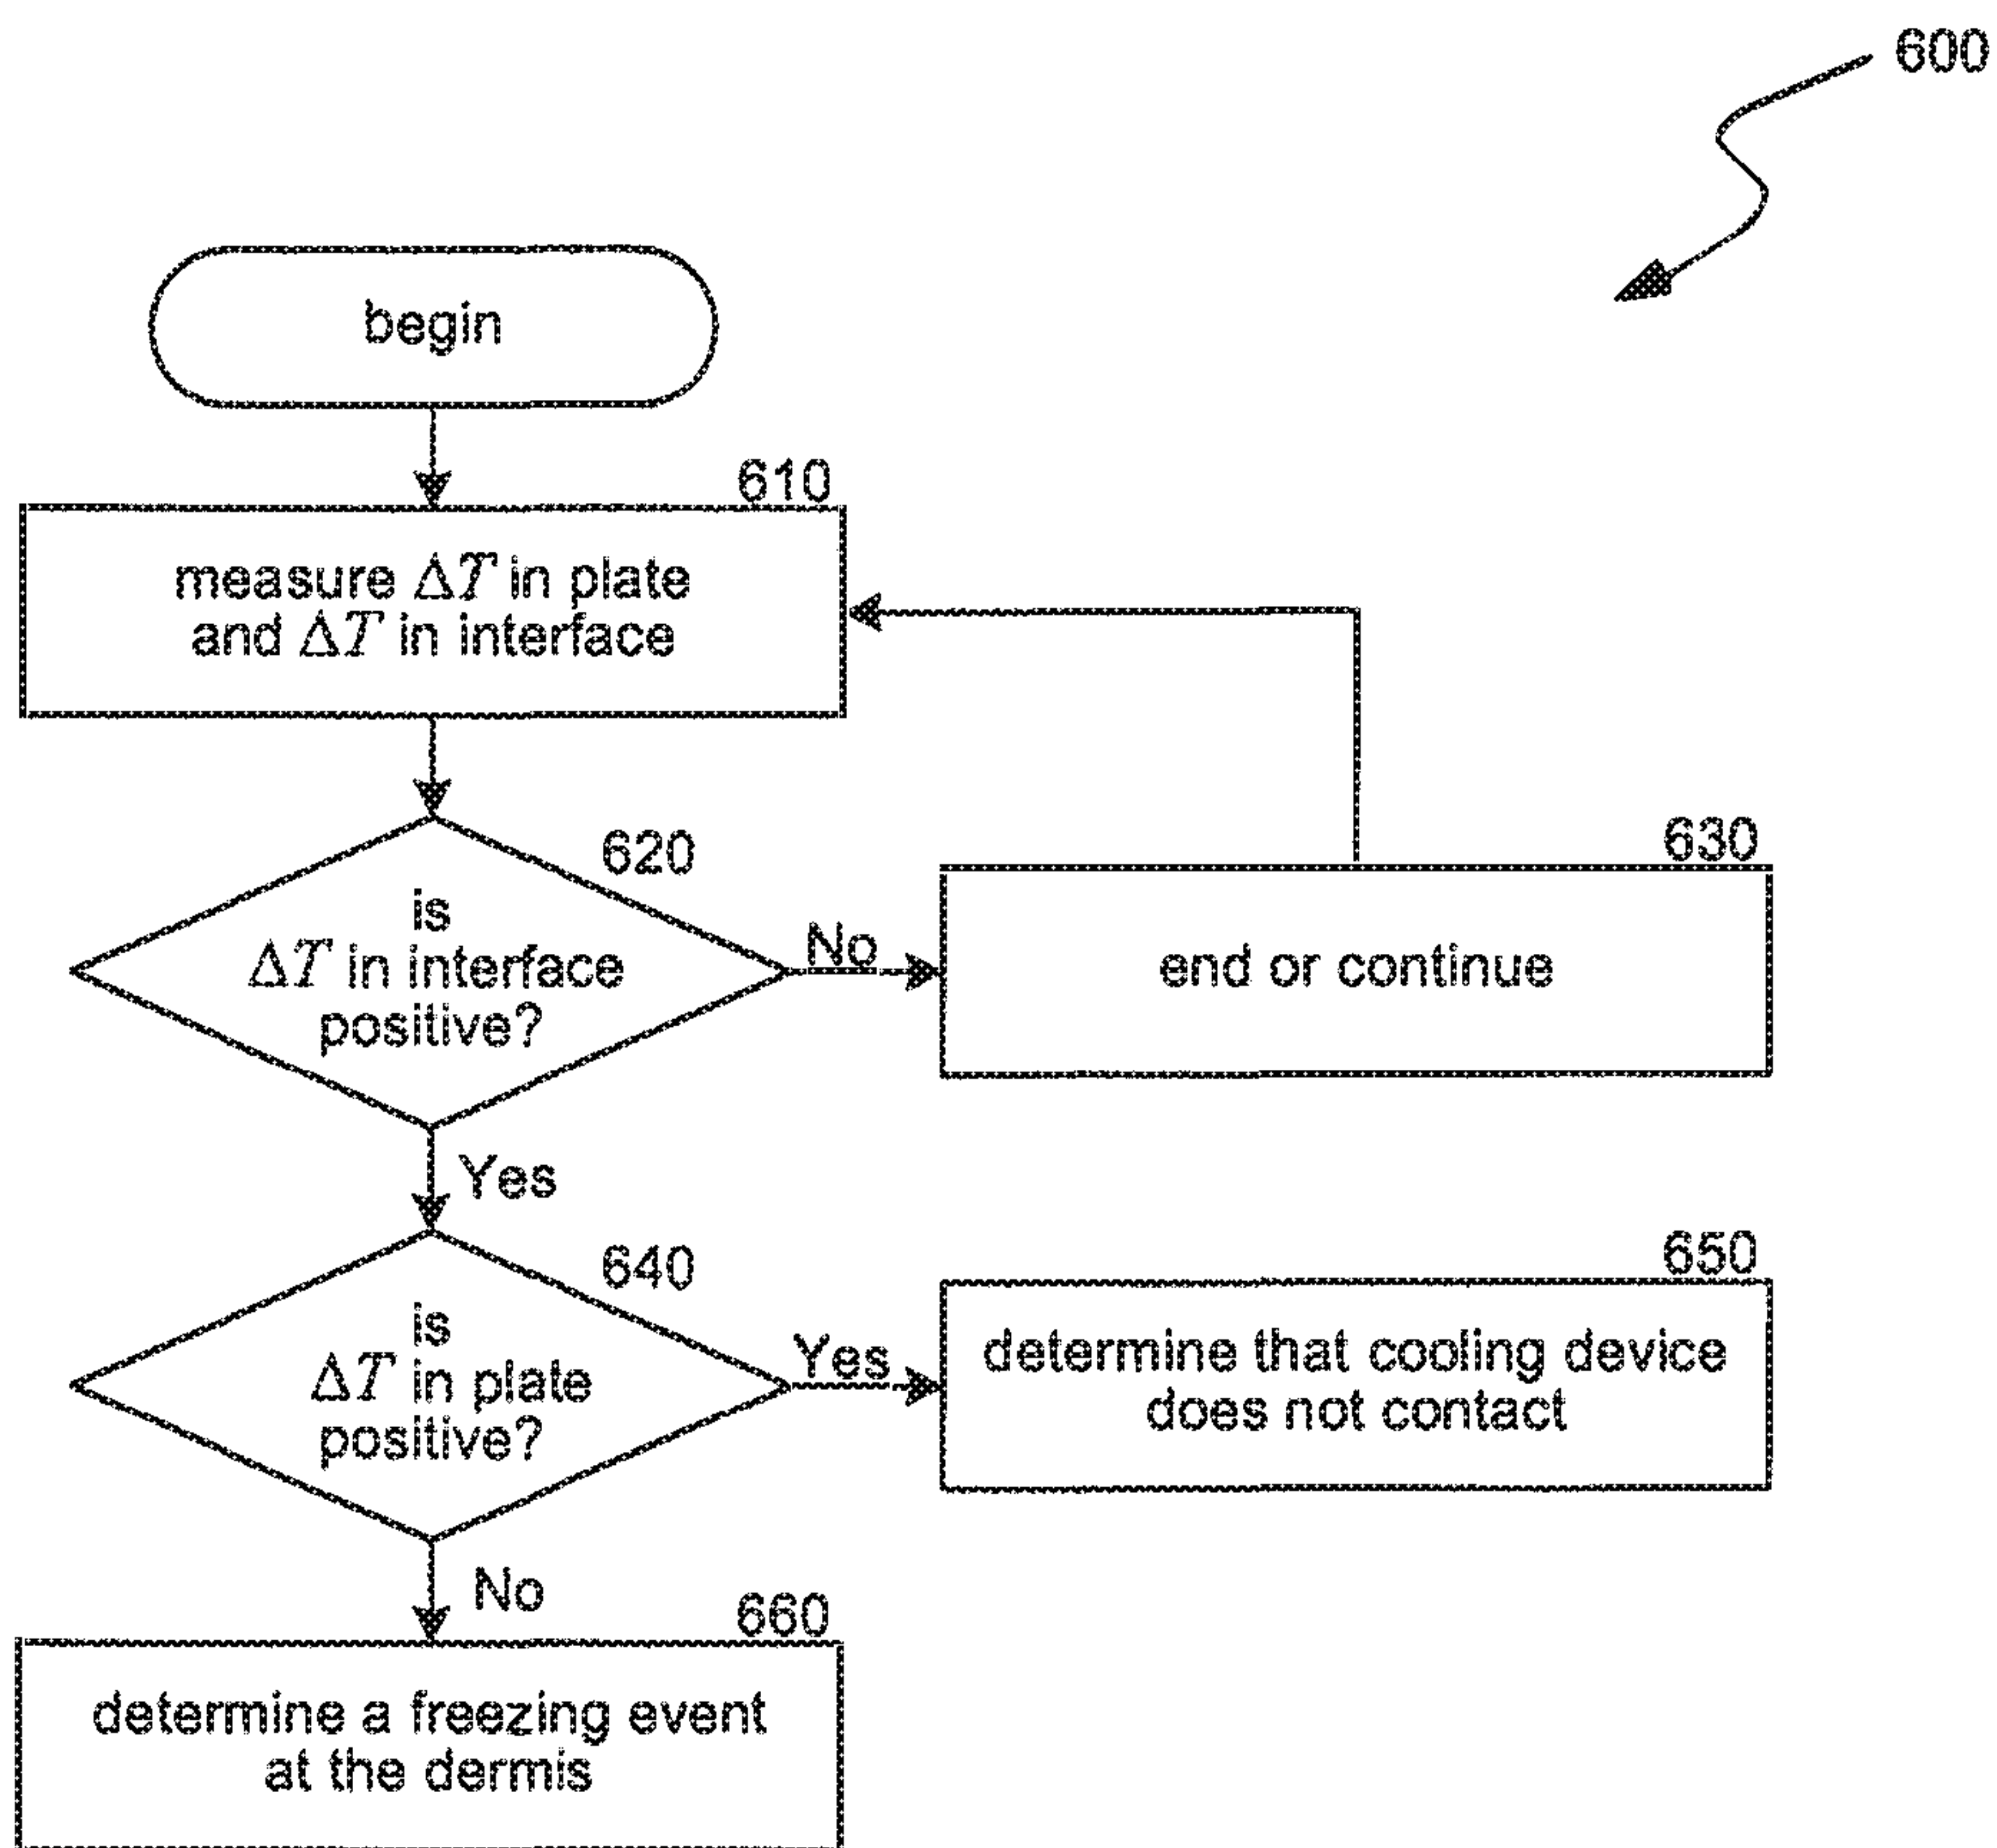 600
begin
610
measure ΔT in plate
and ΔT in interface
620
is
ΔT in interface
positive?
No
630
end or continue
Yes
640
is
ΔT in plate
positive?
Yes
650
determine that cooling device
does not contact
No
660
determine a freezing event
at the dermis